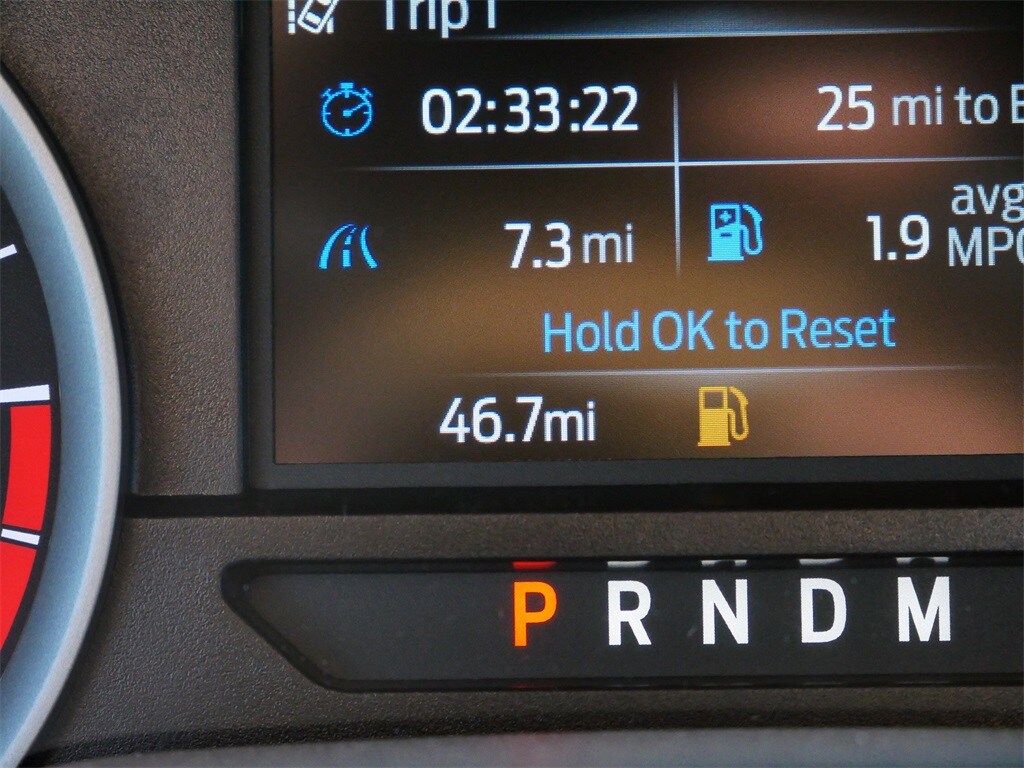 Trip 1
02:33:22
25 mi to E
7.3 mi
1.9 avg
MPG
Hold OK to Reset
46.7mi
P R N D M